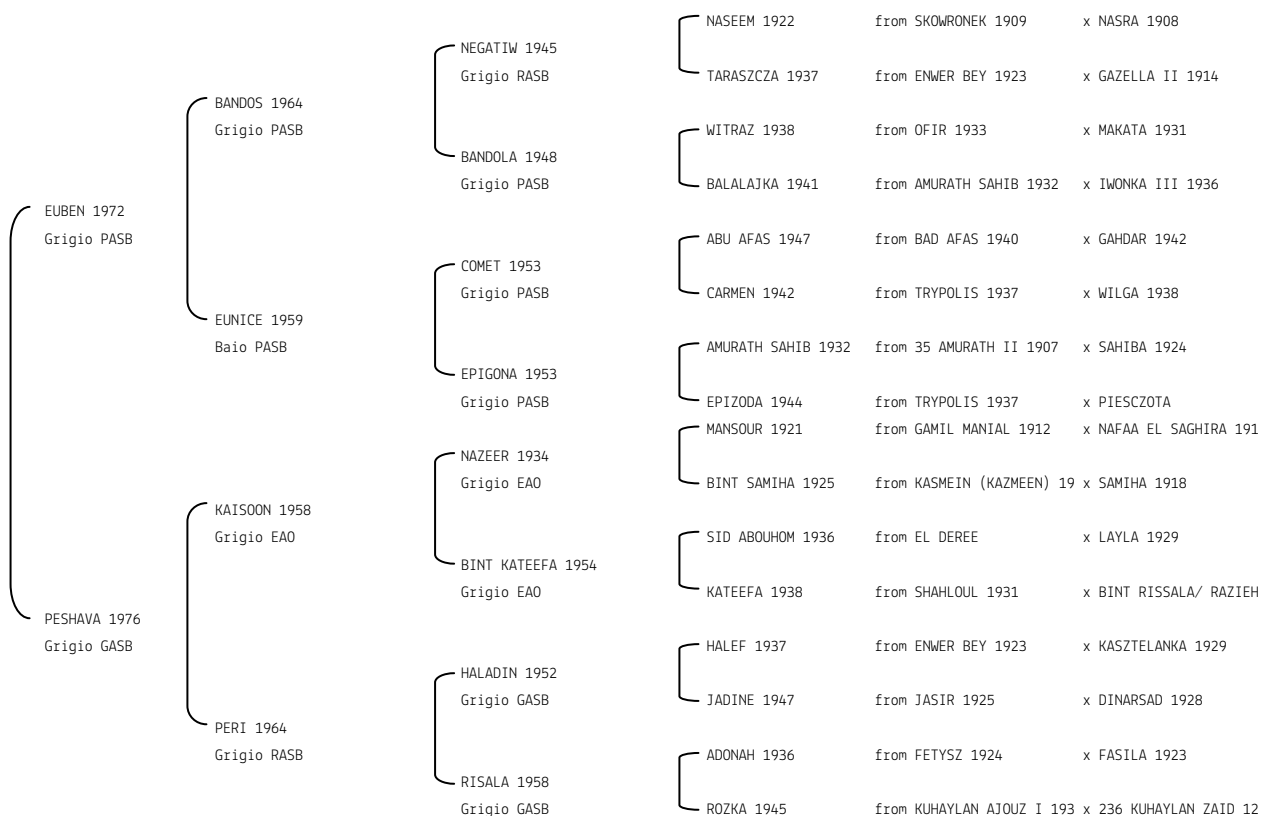 NASEEM 1922 from SKOWRONEK 1909 x NASRA 1908
NEGATIW 1945
Grigio RASB TARASZCZA 1937 from ENWER BEY 1923 x GAZELLA II 1914
BANDOS 1964
Grigio PASB WITRAZ 1938 from OFIR 1933 x MAKATA 1931
BANDOLA 1948
Grigio PASB BALALAJKA 1941 from AMURATH SAHIB 1932 x IWONKA III 1936
EUBEN 1972
Grigio PASB ABU AFAS 1947 from BAD AFAS 1940 x GAHDAR 1942
COMET 1953
Grigio PASB CARMEN 1942 from TRYPOLIS 1937 x WILGA 1938
EUNICE 1959
Baio PASB AMURATH SAHIB 1932 from 35 AMURATH II 1907 x SAHIBA 1924
EPIGONA 1953
Grigio PASB EPIZODA 1944 from TRYPOLIS 1937 x PIESCZOTA
MANSOUR 1921 from GAMIL MANIAL 1912 x NAFAA EL SAGHIRA 191
NAZEER 1934
Grigio EAO BINT SAMIHA 1925 from KASMEIN (KAZMEEN) 19 x SAMIHA 1918
KAISOON 1958
Grigio EAO SID ABOUHOM 1936 from EL DEREE x LAYLA 1929
BINT KATEEFA 1954
Grigio EAO KATEEFA 1938 from SHAHLOUL 1931 x BINT RISSALA/ RAZIEH
PESHAVA 1976
Grigio GASB HALEF 1937 from ENWER BEY 1923 x KASZTELANKA 1929
HALADIN 1952
Grigio GASB JADINE 1947 from JASIR 1925 x DINARSAD 1928
PERI 1964
Grigio RASB ADONAH 1936 from FETYSZ 1924 x FASILA 1923
RISALA 1958
Grigio GASB ROZKA 1945 from KUHAYLAN AJOUZ I 193 x 236 KUHAYLAN ZAID 12